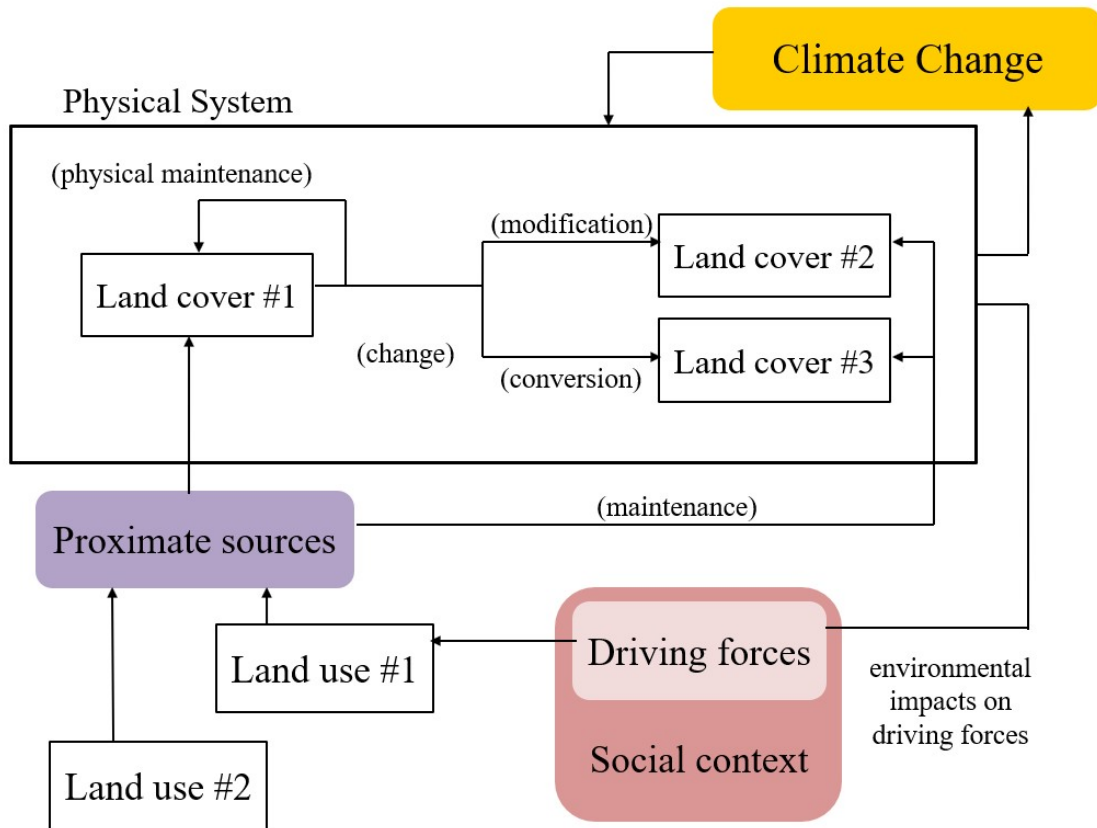 Climate Change
Physical System
(physical maintenance)
(modification)
Land cover #2
Land cover #1
(change)
Land cover #3
(conversion)
(maintenance)
Proximate sources
Driving forces
Land use #1
environmental
impacts on
driving forces
Social context
Land use #2